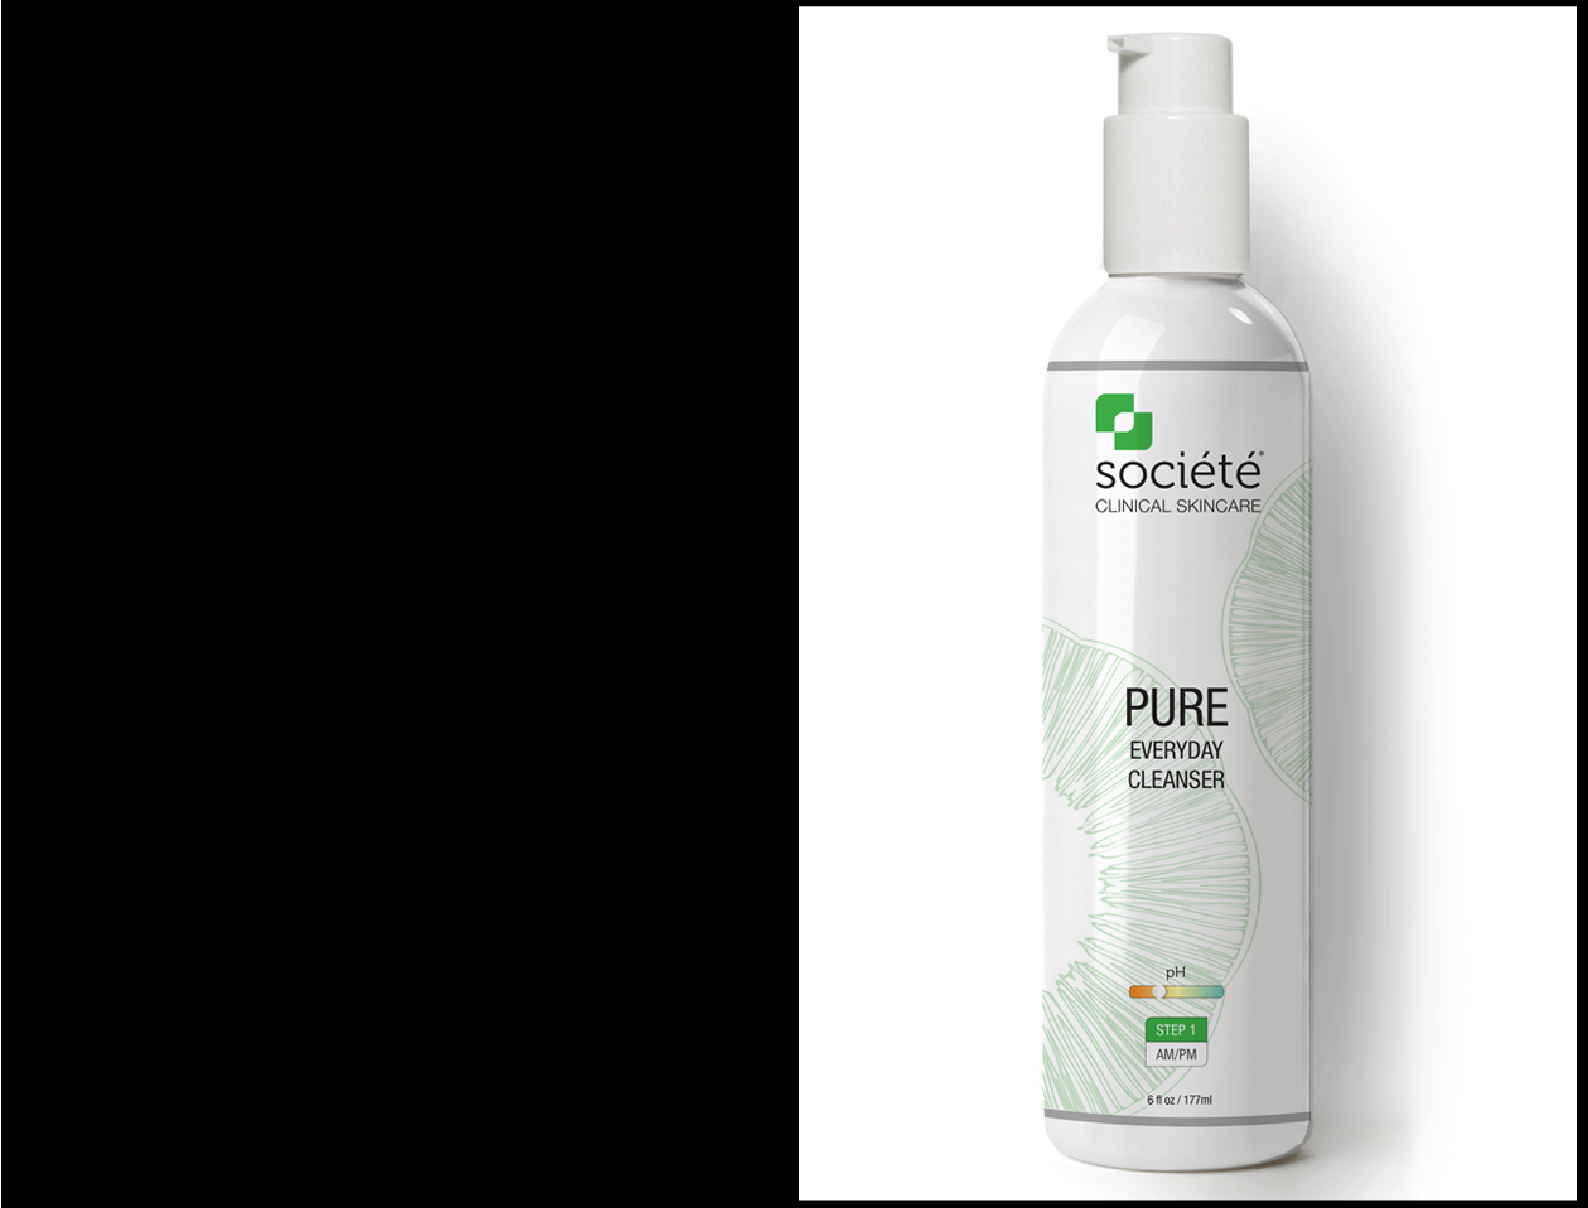 société®
CLINICAL SKINCARE
PURE
EVERYDAY
CLEANSER
pH
STEP 1
AM/PM
6 fl oz / 177ml